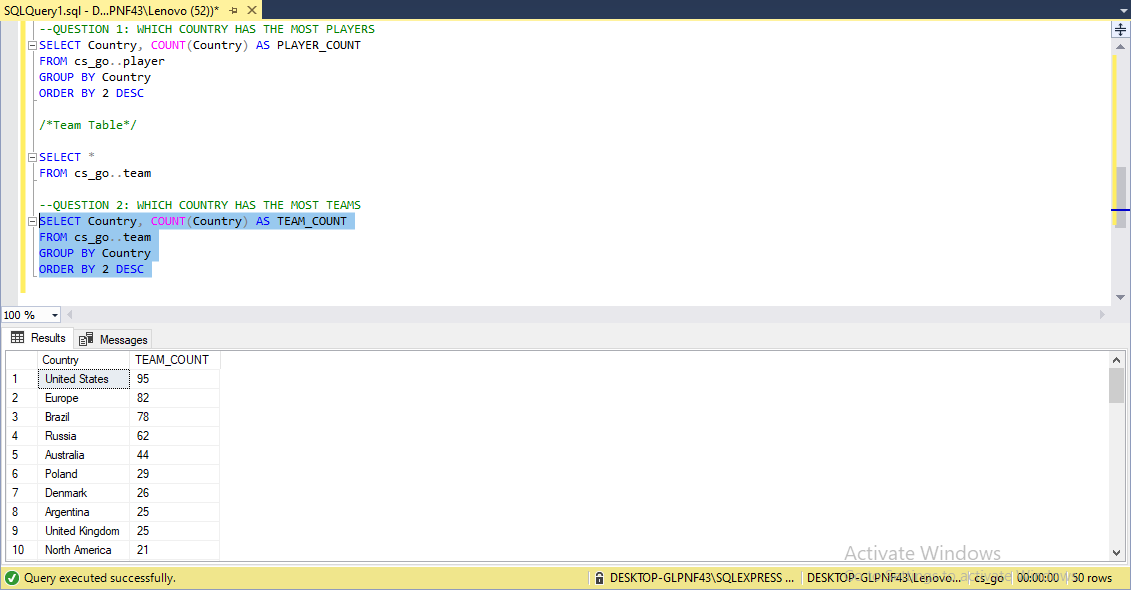 SQLQuery1.sql - D...PNF43\Lenovo (52))*
--QUESTION 1: WHICH COUNTRY HAS THE MOST PLAYERS
SELECT Country, COUNT(Country) AS PLAYER_COUNT
FROM cs_go..player
GROUP BY Country
ORDER BY 2 DESC
/*Team Table*/
SELECT *
FROM cs_go..team
--QUESTION 2: WHICH COUNTRY HAS THE MOST TEAMS
SELECT Country, COUNT(Country) AS TEAM_COUNT
FROM cs_go..team
GROUP BY Country
ORDER BY 2 DESC
100 %
Results Messages
Country TEAM_COUNT
1 United States 95
2 Europe 82
3 Brazil 78
4 Russia 62
5 Australia 44
6 Poland 29
7 Denmark 26
8 Argentina 25
9 United Kingdom 25
10 North America 21
Activate Windows
Go to Settings to activate Windows.
Query executed successfully. DESKTOP-GLPNF43\SQLEXPRESS ... DESKTOP-GLPNF43\Lenovo... cs_go 00:00:00 50 rows